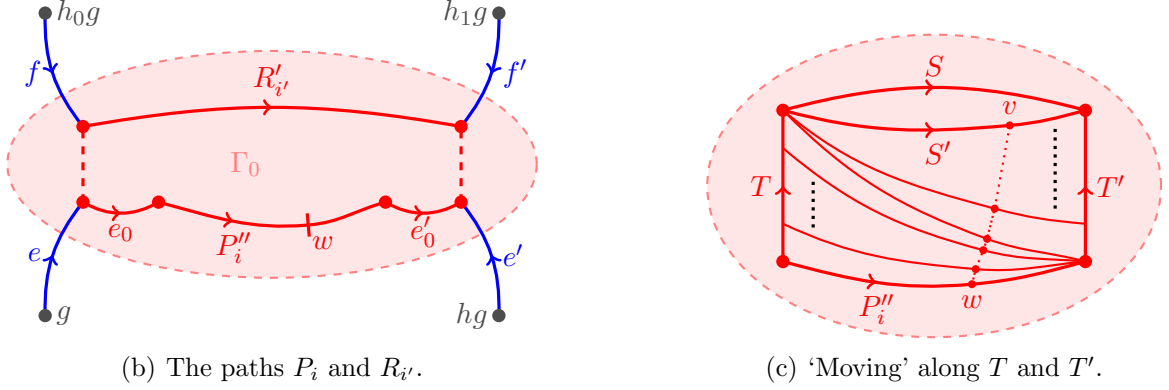 h₀g
h₁g
f
R′ᵢ′
f′
Γ₀
e
e₀
P″ᵢ
w
e′₀
e′
g
hg
(b) The paths Pᵢ and Rᵢ′.
S
v
S′
T
T′
P″ᵢ
w
(c) ‘Moving’ along T and T′.